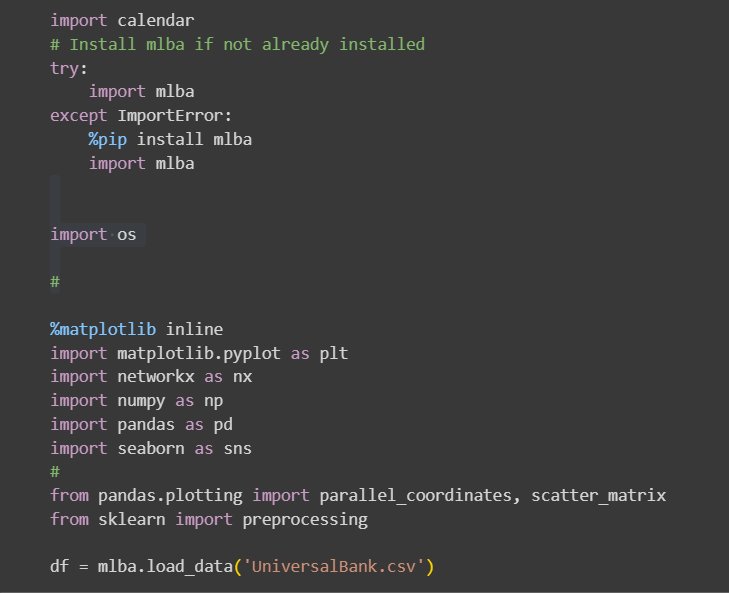 import calendar
# Install mlba if not already installed
try:
    import mlba
except ImportError:
    %pip install mlba
    import mlba
import os
#
%matplotlib inline
import matplotlib.pyplot as plt
import networkx as nx
import numpy as np
import pandas as pd
import seaborn as sns
#
from pandas.plotting import parallel_coordinates, scatter_matrix
from sklearn import preprocessing
df = mlba.load_data('UniversalBank.csv')